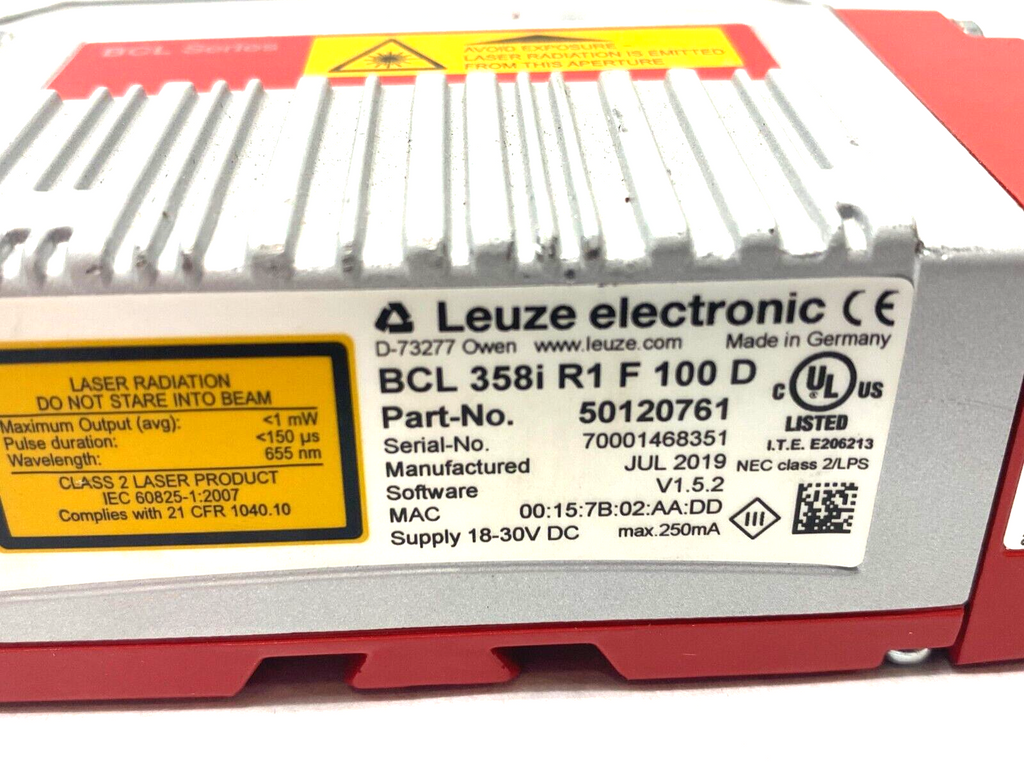 BCL Series
AVOID EXPOSURE –
LASER RADIATION IS EMITTED
FROM THIS APERTURE
LASER RADIATION
DO NOT STARE INTO BEAM
Maximum Output (avg): <1 mW
Pulse duration: <150 µs
Wavelength: 655 nm
CLASS 2 LASER PRODUCT
IEC 60825-1:2007
Complies with 21 CFR 1040.10
Leuze electronic CE
D-73277 Owen www.leuze.com Made in Germany
BCL 358i R1 F 100 D
Part-No. 50120761
Serial-No. 70001468351
Manufactured JUL 2019
Software V1.5.2
MAC 00:15:7B:02:AA:DD
Supply 18-30V DC max.250mA
C UL US
LISTED
I.T.E. E206213
NEC class 2/LPS
III